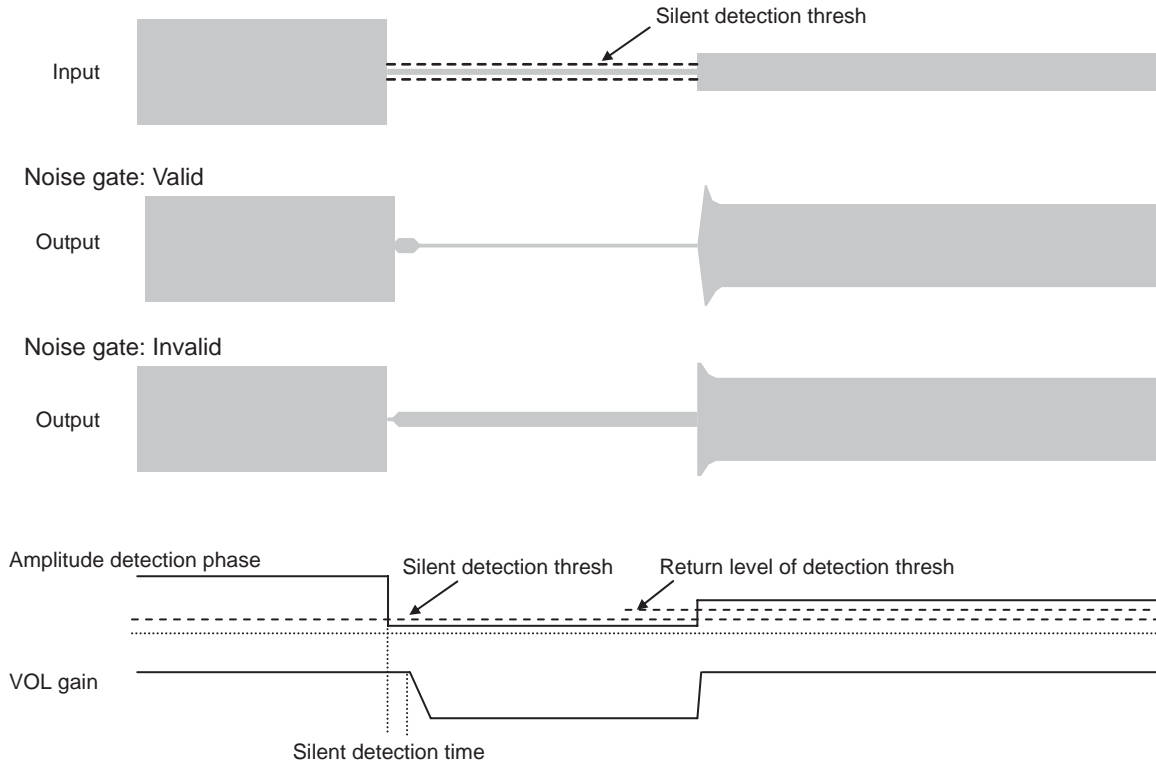 Silent detection thresh
Input
Noise gate: Valid
Output
Noise gate: Invalid
Output
Amplitude detection phase
Silent detection thresh
Return level of detection thresh
VOL gain
Silent detection time